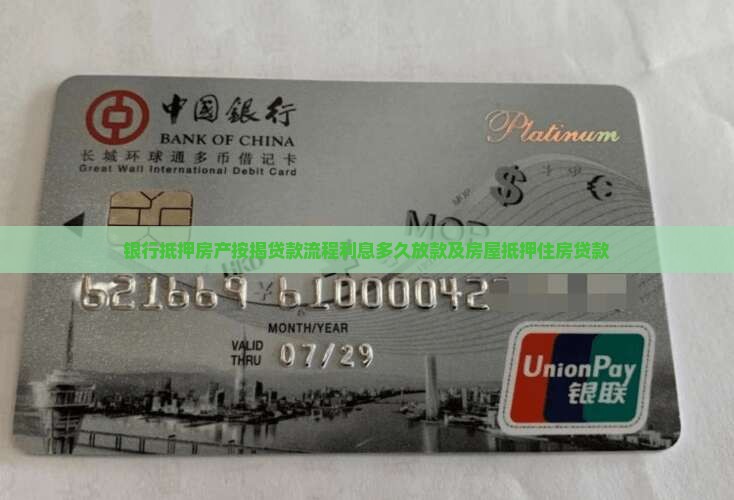 中國銀行
BANK OF CHINA
长城环球通多币借记卡
Great Wall International Debit Card
Platinum
MOP
$
€
MOP
银行抵押房产按揭贷款流程利息多久放款及房屋抵押住房贷款
621669 61000042
MONTH/YEAR
VALID
THRU 07/29
UnionPay
银联